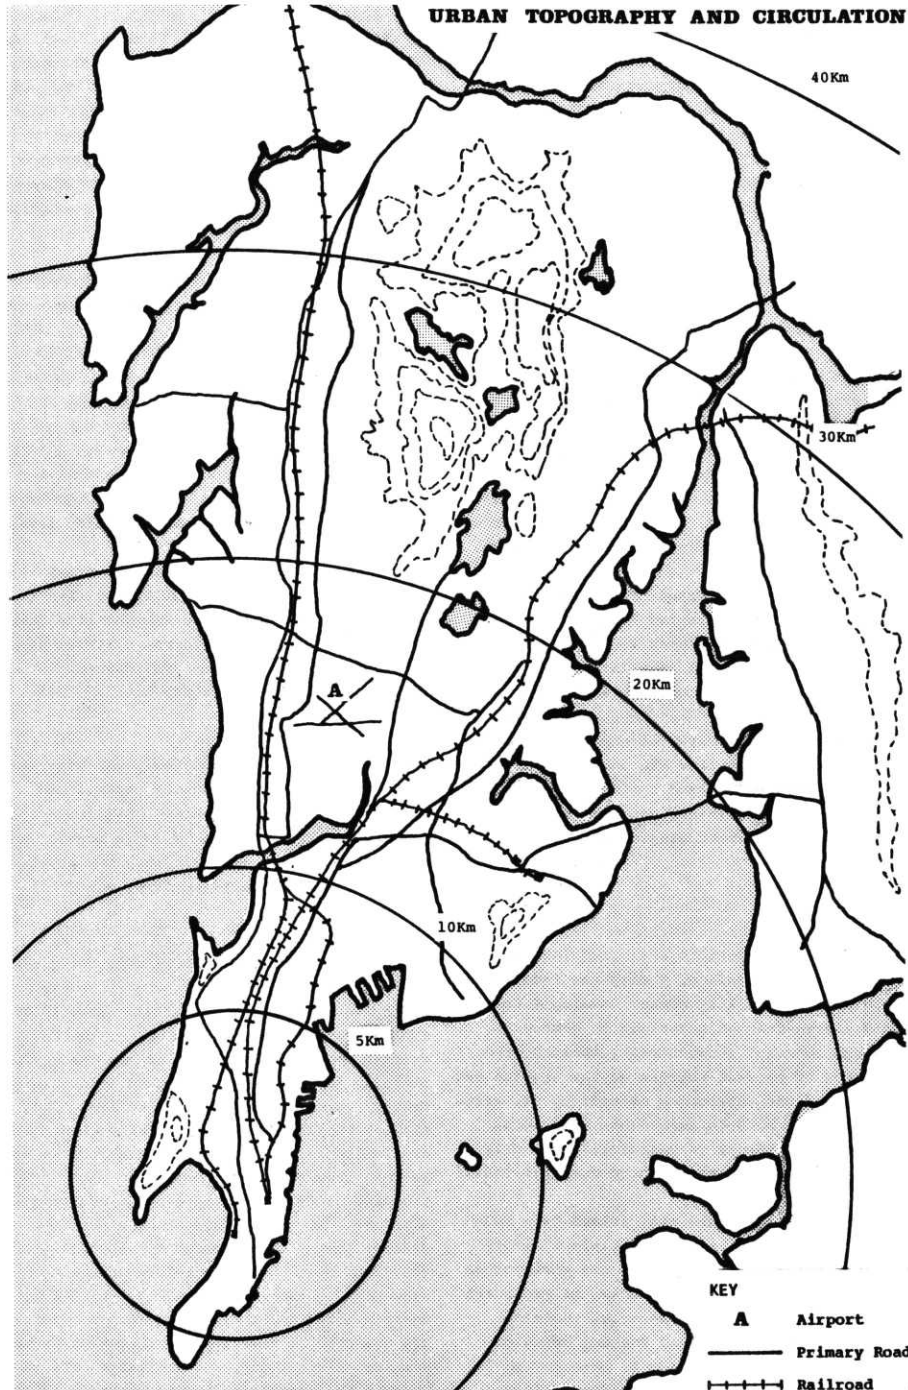 URBAN TOPOGRAPHY AND CIRCULATION
40Km
30Km
A
20Km
10Km
5Km
KEY
A Airport
Primary Road
Railroad